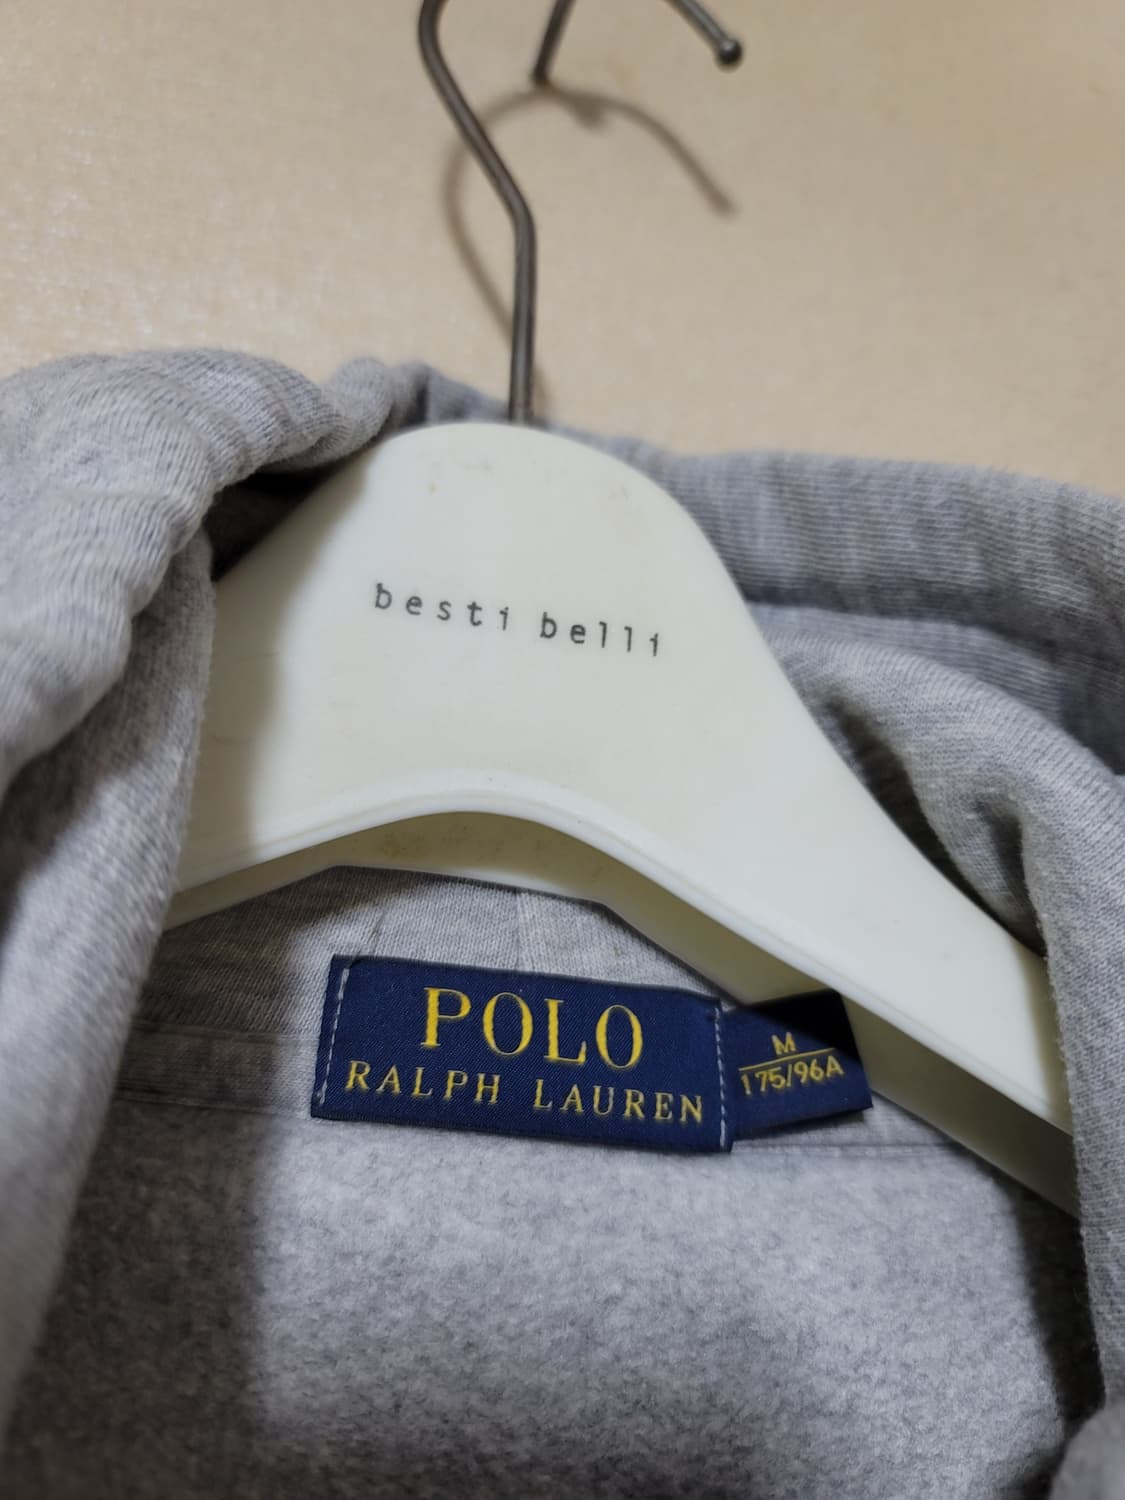 besti belli
POLO
RALPH LAUREN
M
175/96A